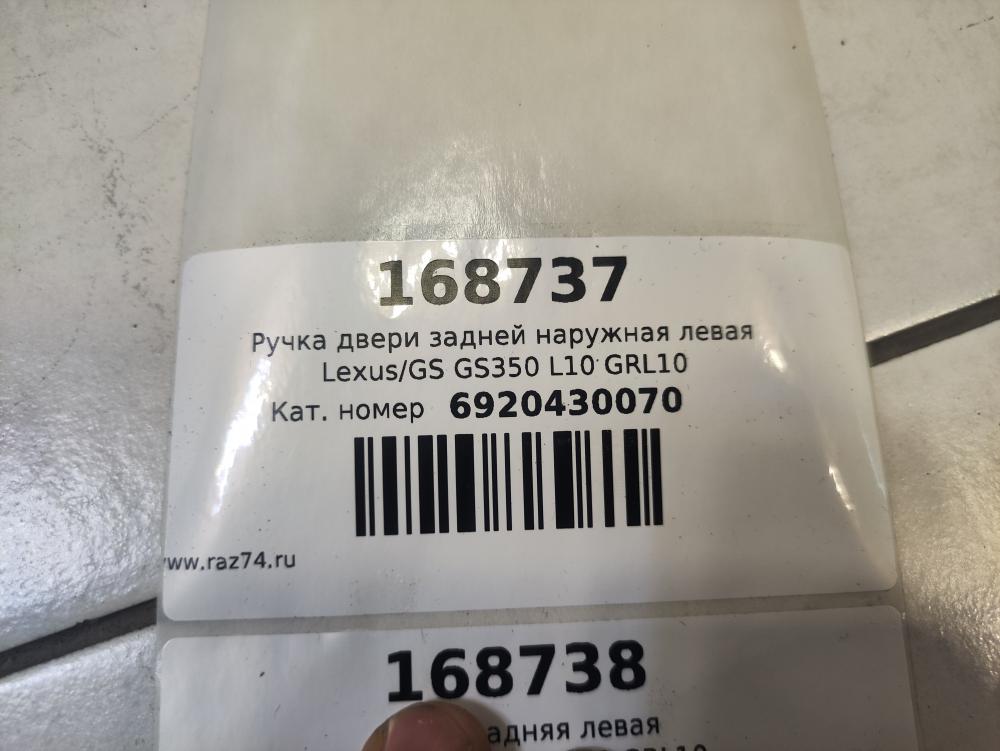 168737
Ручка двери задней наружная левая
Lexus/GS GS350 L10 GRL10
Кат. номер 6920430070
www.raz74.ru
168738
левая